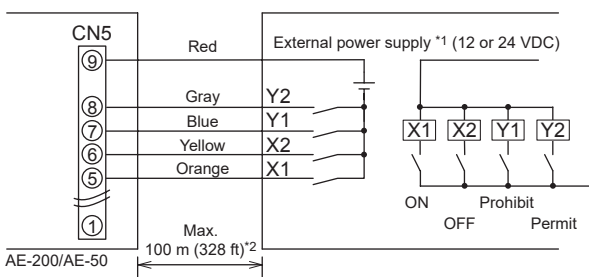 CN5
⑨ Red External power supply *1 (12 or 24 VDC)
⑧ Gray Y2
⑦ Blue Y1
⑥ Yellow X2
⑤ Orange X1
①
X1 X2 Y1 Y2
ON Prohibit
OFF Permit
Max.
100 m (328 ft)*2
AE-200/AE-50